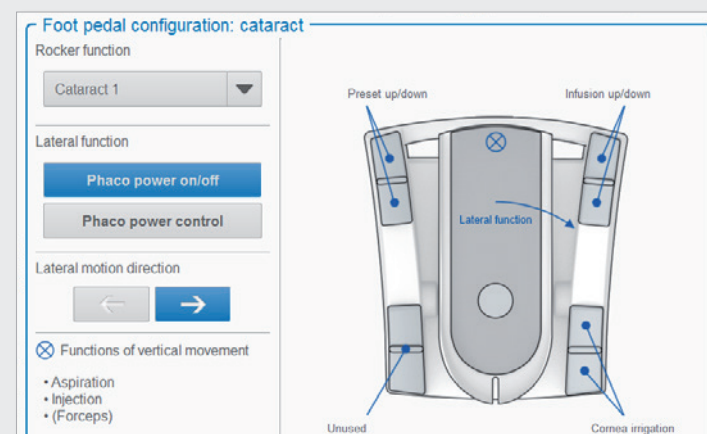 Foot pedal configuration: cataract
Rocker function
Cataract 1
Lateral function
Phaco power on/off
Phaco power control
Lateral motion direction
Functions of vertical movement
• Aspiration
• Injection
• (Forceps)
Preset up/down
Infusion up/down
Lateral function
Unused
Cornea irrigation